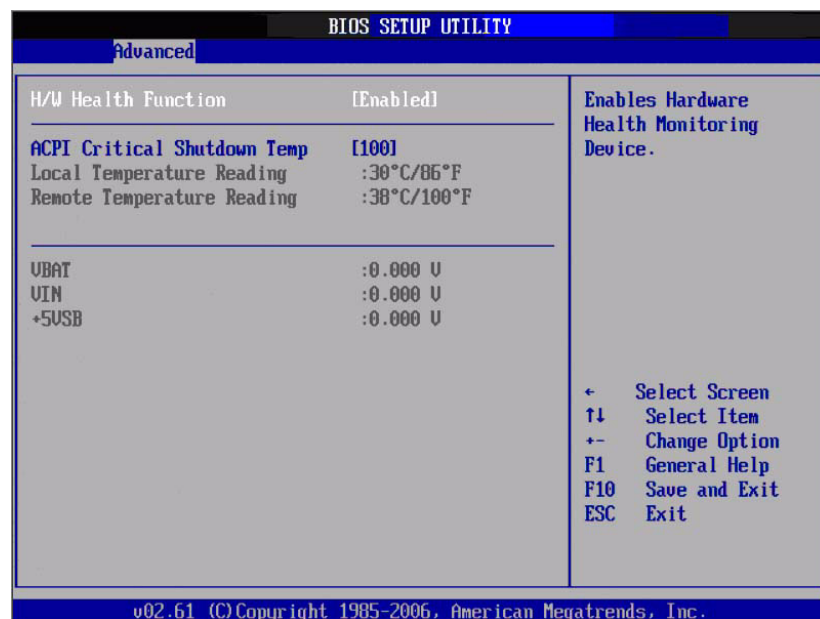 BIOS SETUP UTILITY
Advanced
H/W Health Function [Enabled]
ACPI Critical Shutdown Temp [100]
Local Temperature Reading :30°C/86°F
Remote Temperature Reading :38°C/100°F
VBAT :0.000 V
VIN :0.000 V
+5VSB :0.000 V
Enables Hardware
Health Monitoring
Device.
← Select Screen
↑↓ Select Item
+- Change Option
F1 General Help
F10 Save and Exit
ESC Exit
v02.61 (C)Copyright 1985-2006, American Megatrends, Inc.